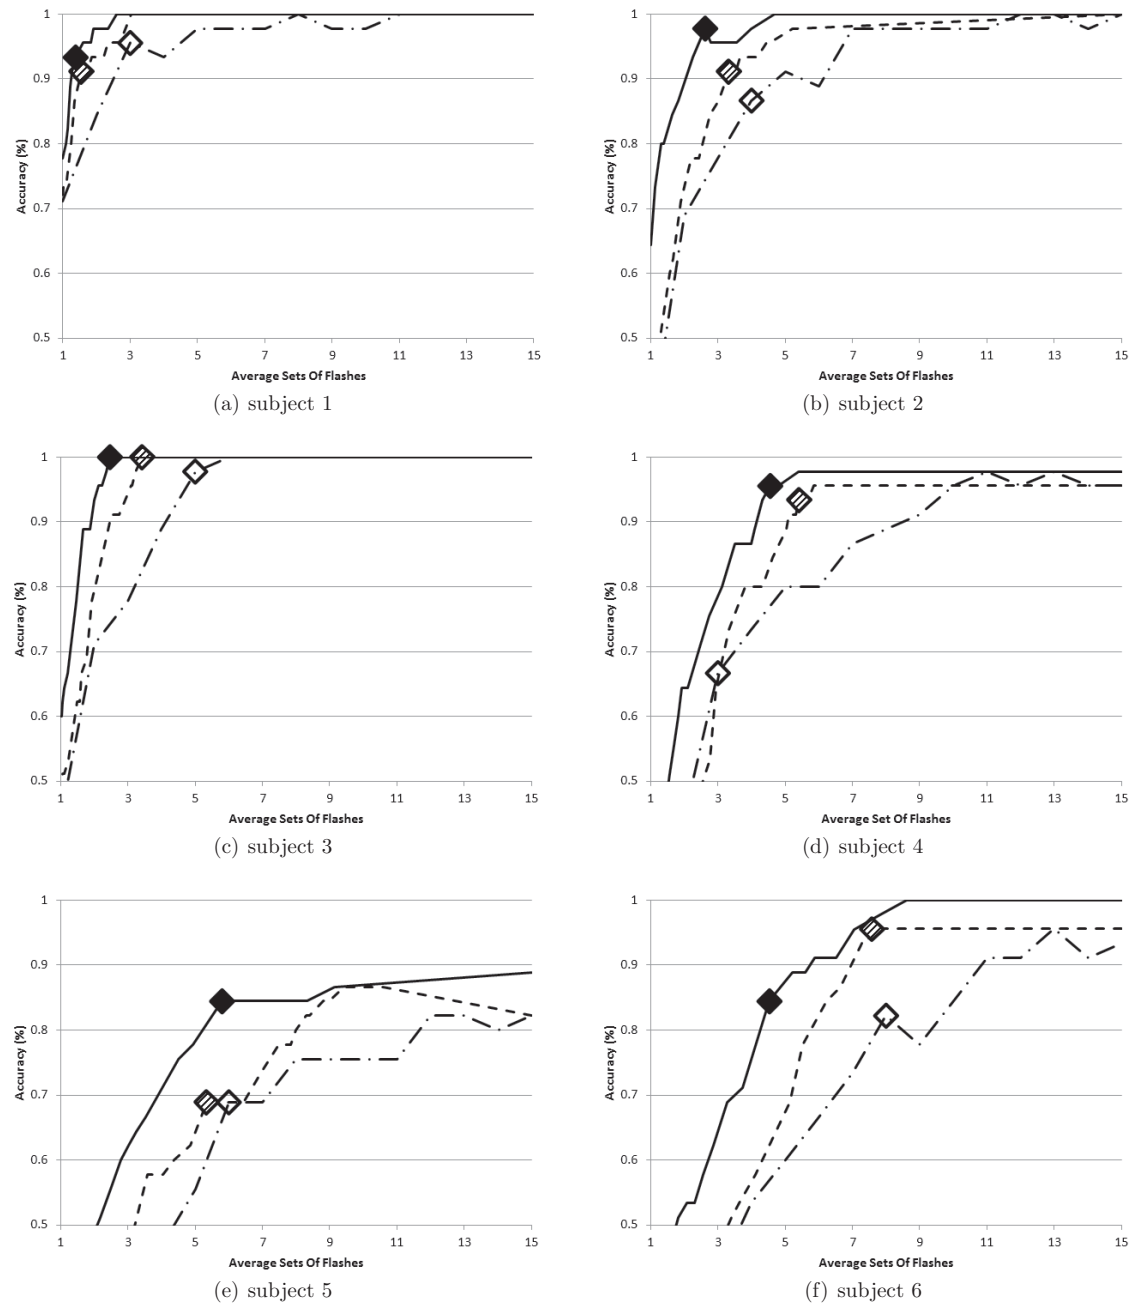 1
0.9
0.8
0.7
0.6
0.5
Accuracy (%)
1 3 5 7 9 11 13 15
Average Sets Of Flashes
(a) subject 1
1
0.9
0.8
0.7
0.6
0.5
Accuracy (%)
1 3 5 7 9 11 13 15
Average Sets Of Flashes
(b) subject 2
1
0.9
0.8
0.7
0.6
0.5
Accuracy (%)
1 3 5 7 9 11 13 15
Average Sets Of Flashes
(c) subject 3
1
0.9
0.8
0.7
0.6
0.5
Accuracy (%)
1 3 5 7 9 11 13 15
Average Set Of Flashes
(d) subject 4
1
0.9
0.8
0.7
0.6
0.5
Accuracy (%)
1 3 5 7 9 11 13 15
Average Sets Of Flashes
(e) subject 5
1
0.9
0.8
0.7
0.6
0.5
Accuracy (%)
1 3 5 7 9 11 13 15
Average Sets Of Flashes
(f) subject 6